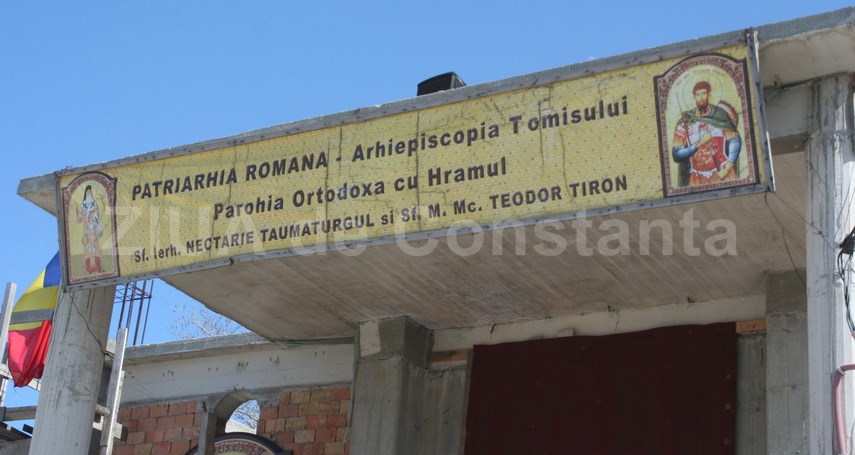 PATRIARHIA ROMANA - Arhiepiscopia Tomisului
Parohia Ortodoxa cu Hramul
Sf. Ierh. NECTARIE TAUMATURGUL si Sf. M. Mc. TEODOR TIRON
ZIUA de Constanta